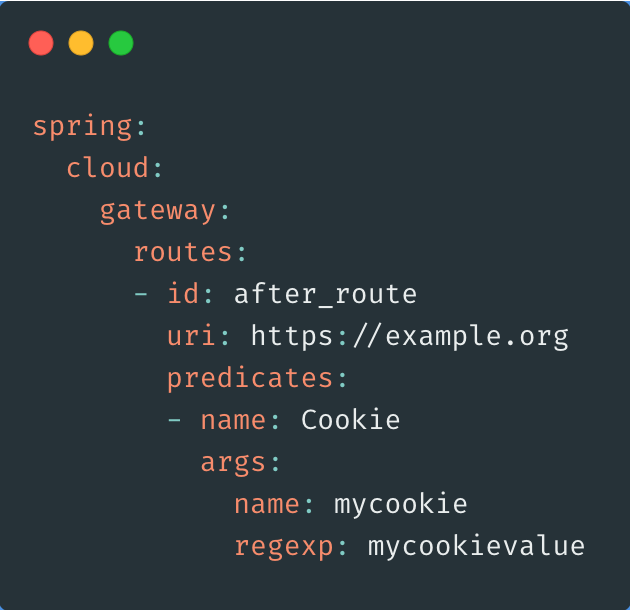 spring:
  cloud:
    gateway:
      routes:
      - id: after_route
        uri: https://example.org
        predicates:
        - name: Cookie
          args:
            name: mycookie
            regexp: mycookievalue